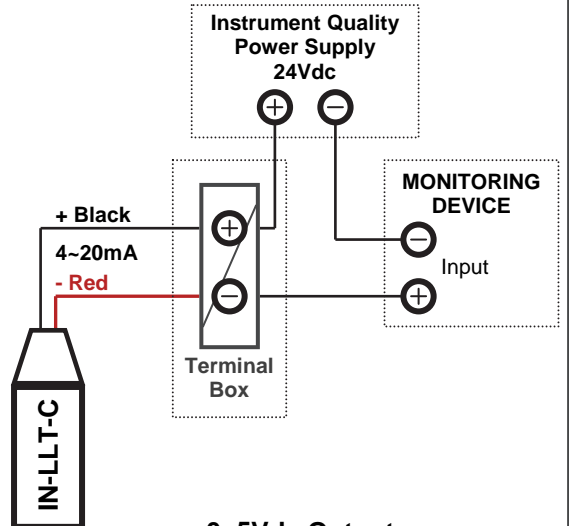 Instrument Quality
Power Supply
24Vdc
+ −
MONITORING
DEVICE
− Input
+
+ Black
4~20mA
- Red
+
−
Terminal
Box
IN-LLT-C